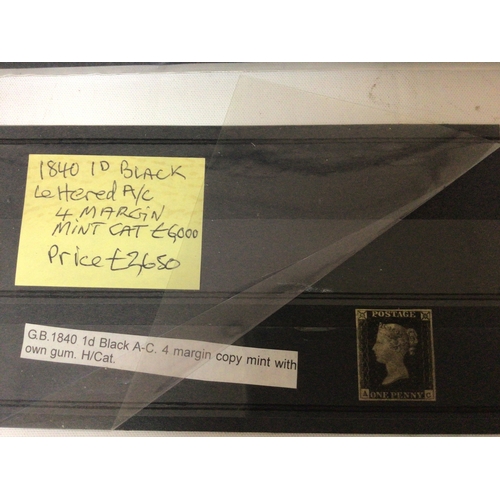 1840 1D BLACK
Lettered A/C
4 MARGIN
MINT CAT £6,000
Price £2650
G.B.1840 1d Black A-C. 4 margin copy mint with
own gum. H/Cat.
POSTAGE
A ONE PENNY C